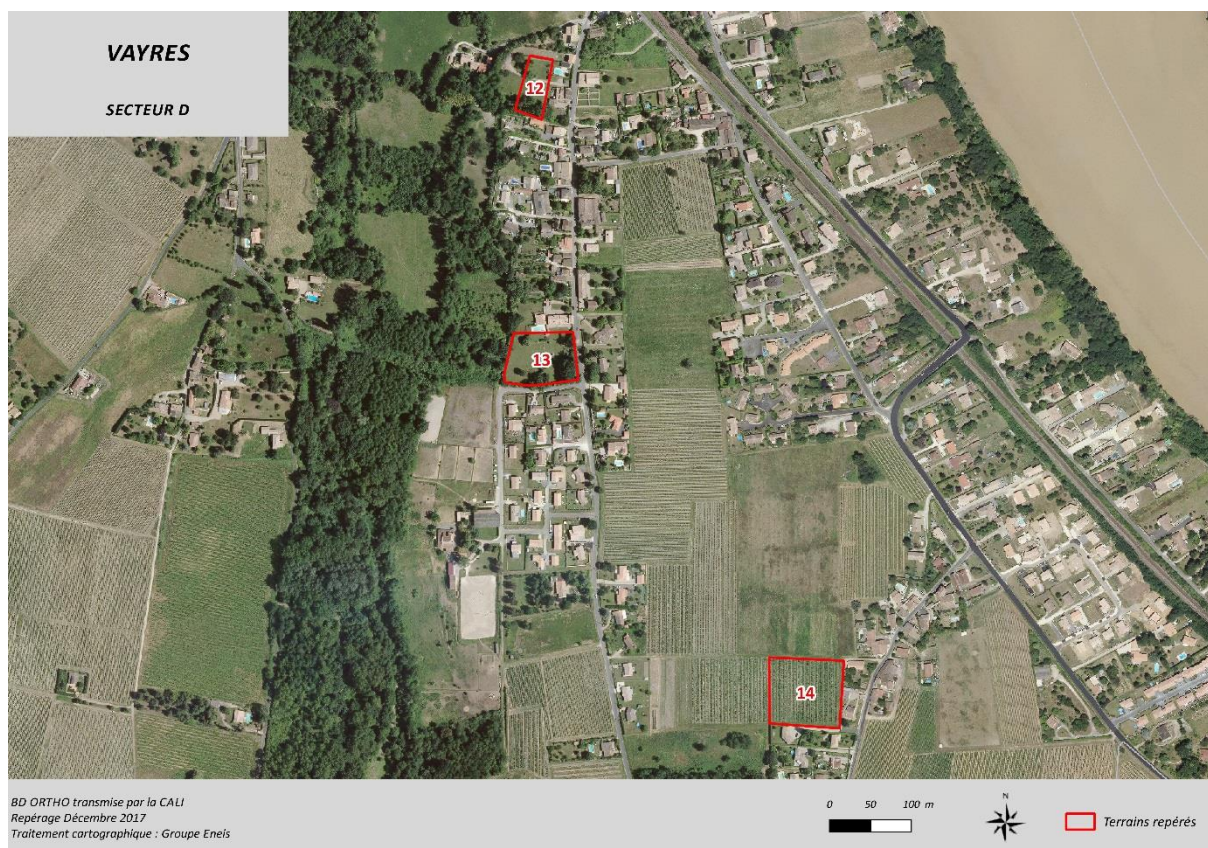 VAYRES
SECTEUR D
12
13
14
BD ORTHO transmise par la CALI
Repérage Décembre 2017
Traitement cartographique : Groupe Eneis
0 50 100 m
N
Terrains repérés